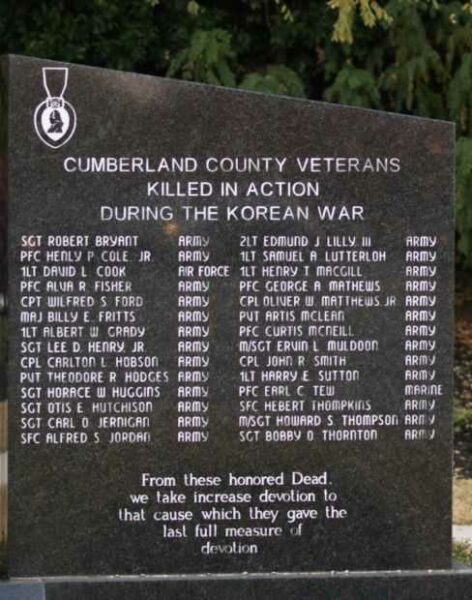 CUMBERLAND COUNTY VETERANS
KILLED IN ACTION
DURING THE KOREAN WAR
SGT ROBERT BRYANT ARMY
PFC HENLY P COLE JR ARMY
1LT DAVID L COOK AIR FORCE
PFC ALVA R FISHER ARMY
CPT WILFRED S FORD ARMY
MAJ BILLY E FRITTS ARMY
1LT ALBERT W GRADY ARMY
SGT LEE D HENRY JR ARMY
CPL CARLTON L HOBSON ARMY
PVT THEODORE R HODGES ARMY
SGT HORACE W HUGGINS ARMY
SGT OTIS E HUTCHISON ARMY
SGT CARL O JERNIGAN ARMY
SFC ALFRED S JORDAN ARMY
2LT EDMUND J LILLY III ARMY
1LT SAMUEL A LUTTERLOH ARMY
1LT HENRY T MACGILL ARMY
PFC GEORGE A MATHEWS ARMY
CPL OLIVER W MATTHEWS JR ARMY
PVT ARTIS MCLEAN ARMY
PFC CURTIS MCNEILL ARMY
M/SGT ERVIN L MULDOON ARMY
CPL JOHN R SMITH ARMY
1LT HARRY E SUTTON ARMY
PFC EARL C TEW MARINE
SFC HEBERT THOMPKINS ARMY
M/SGT HOWARD S THOMPSON ARMY
SGT BOBBY O THORNTON ARMY
From these honored Dead.
we take increase devotion to
that cause which they gave the
last full measure of
devotion